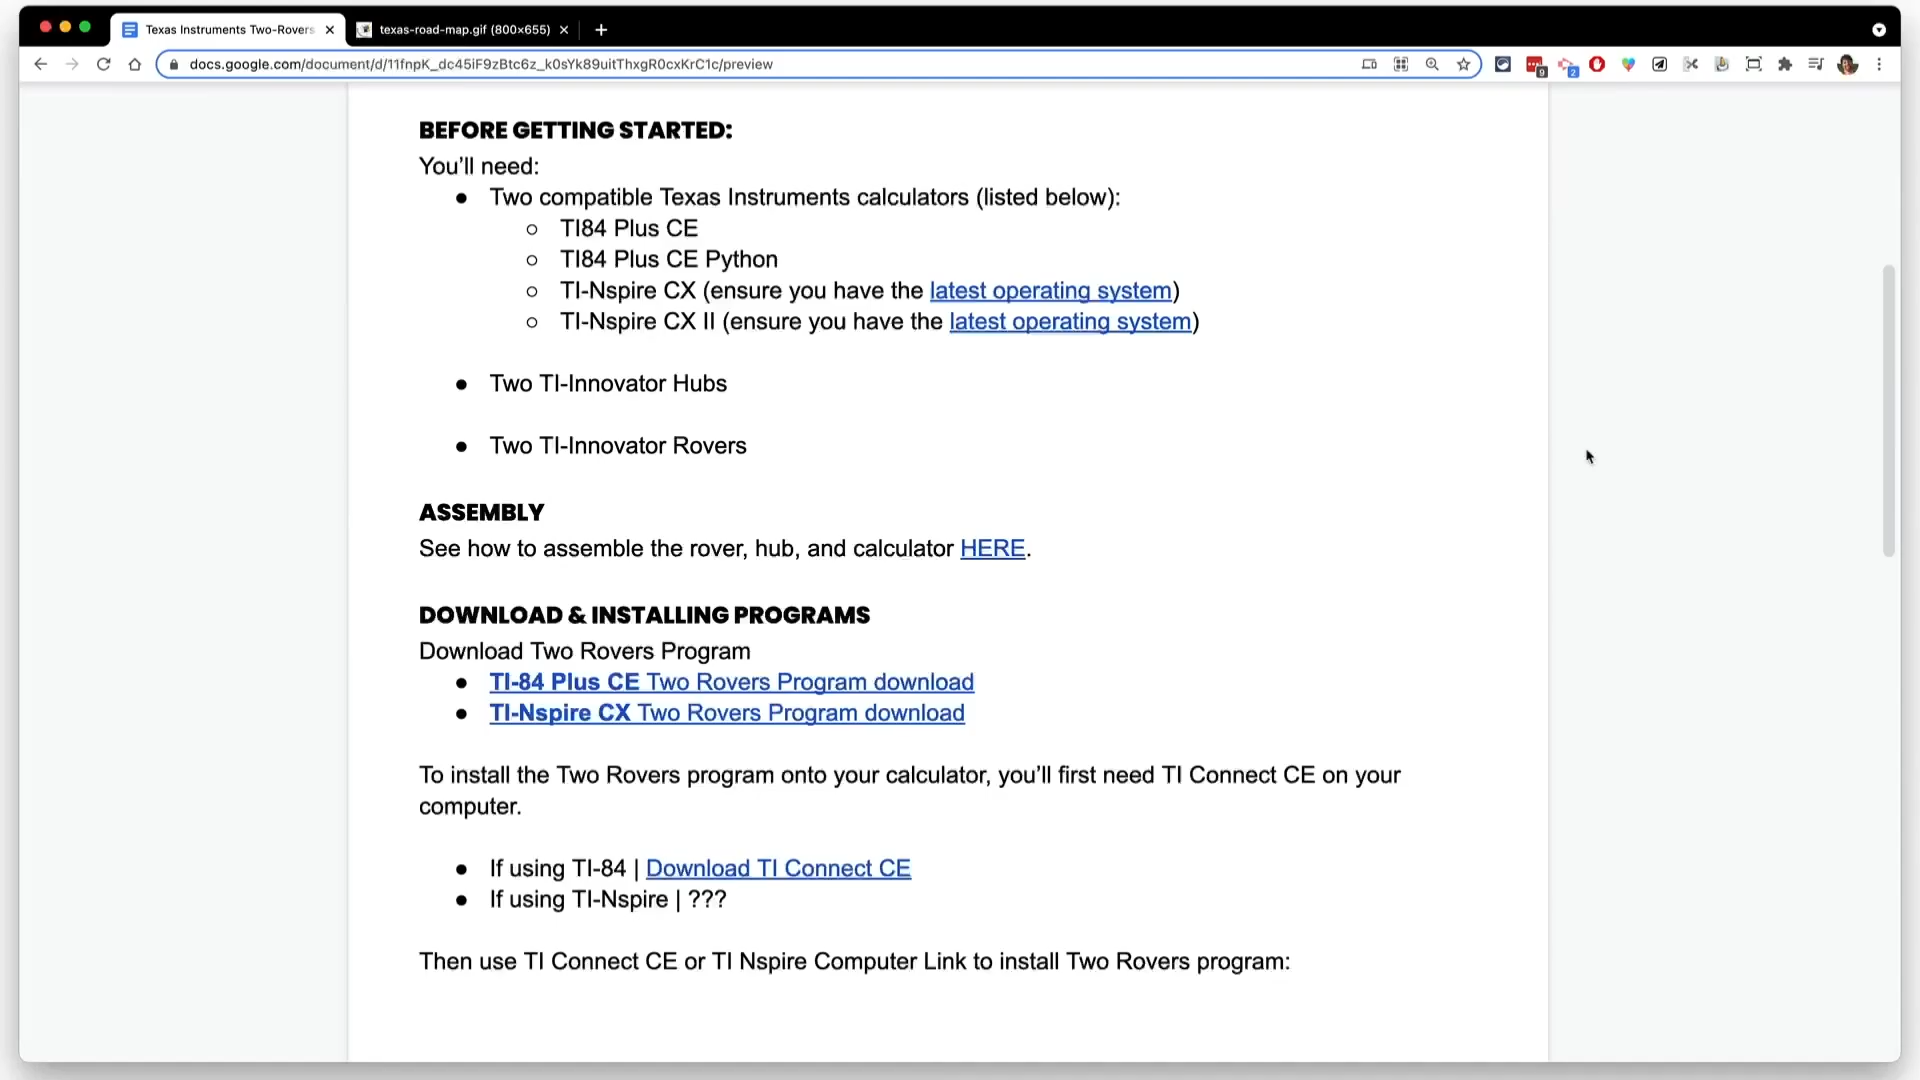 Texas Instruments Two-Rovers
texas-road-map.gif (800×655)
docs.google.com/document/d/11fnpK_dc45iF9zBtc6z_k0sYk89uitThxgR0cxKrC1c/preview
9
2
BEFORE GETTING STARTED:
You'll need:
● Two compatible Texas Instruments calculators (listed below):
○ TI84 Plus CE
○ TI84 Plus CE Python
○ TI-Nspire CX (ensure you have the latest operating system)
○ TI-Nspire CX II (ensure you have the latest operating system)
● Two TI-Innovator Hubs
● Two TI-Innovator Rovers
ASSEMBLY
See how to assemble the rover, hub, and calculator HERE.
DOWNLOAD & INSTALLING PROGRAMS
Download Two Rovers Program
● TI-84 Plus CE Two Rovers Program download
● TI-Nspire CX Two Rovers Program download
To install the Two Rovers program onto your calculator, you'll first need TI Connect CE on your
computer.
● If using TI-84 | Download TI Connect CE
● If using TI-Nspire | ???
Then use TI Connect CE or TI Nspire Computer Link to install Two Rovers program: